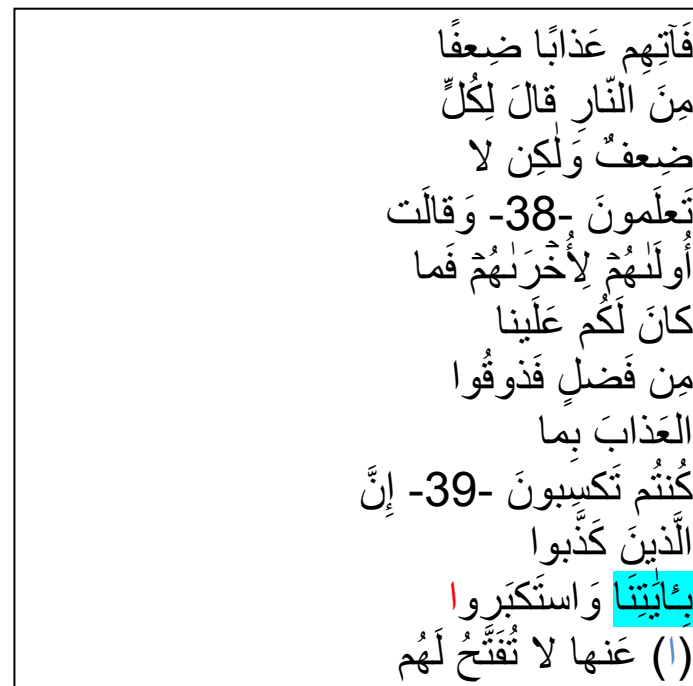 فَآتِهِم عَذابًا ضِعفًا
مِنَ النّارِ قالَ لِكُلٍّ
ضِعفٌ وَلٰكِن لا
تَعلَمونَ -38- وَقالَت
أُولَىٰهُمۡ لِأُخۡرَىٰهُمۡ فَما
كانَ لَكُم عَلَينا
مِن فَضلٍ فَذوقُوا
العَذابَ بِما
كُنتُم تَكسِبونَ -39- إِنَّ
الَّذينَ كَذَّبوا
بِـَٔايَٰتِنَا وَاستَكبَروا
(ا) عَنها لا تُفَتَّحُ لَهُم